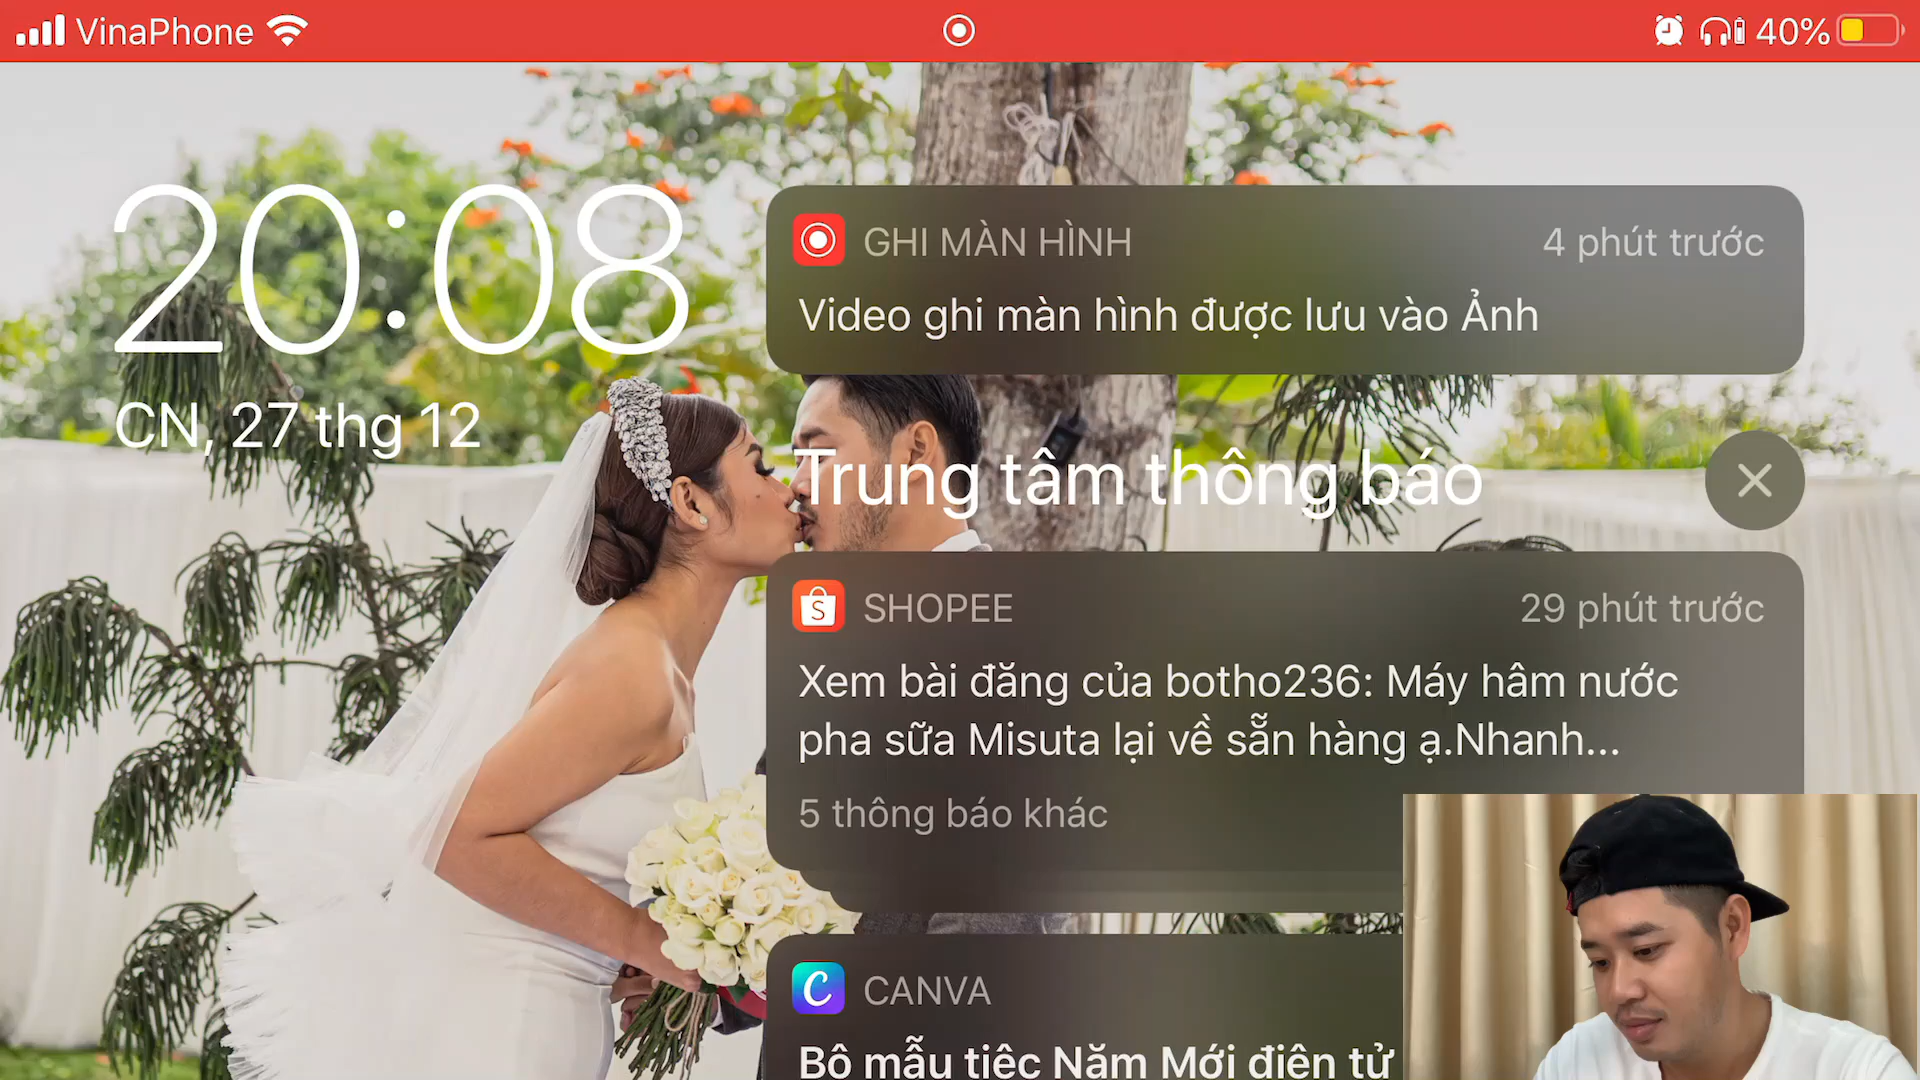 VinaPhone
40%
20:08
CN, 27 thg 12
GHI MÀN HÌNH
4 phút trước
Video ghi màn hình được lưu vào Ảnh
Trung tâm thông báo
SHOPEE
29 phút trước
Xem bài đăng của botho236: Máy hâm nước
pha sữa Misuta lại về sẵn hàng ạ.Nhanh...
5 thông báo khác
CANVA
Bộ mẫu tiệc Năm Mới điện tử